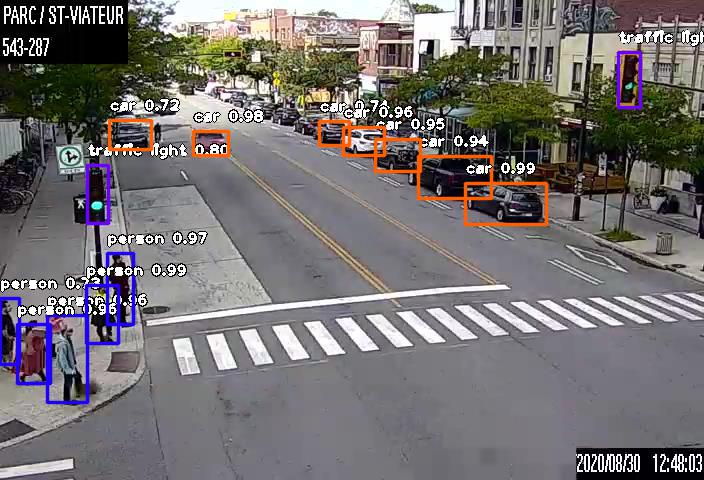 PARC / ST-VIATEUR
543-287
traffic ligh
car 0.72
car 0.98
car 0.74
car 0.96
car 0.95
car 0.94
traffic light 0.80
car 0.99
person 0.97
person 0.99
person 0.96
person 0.96
2020/08/30 12:48:03